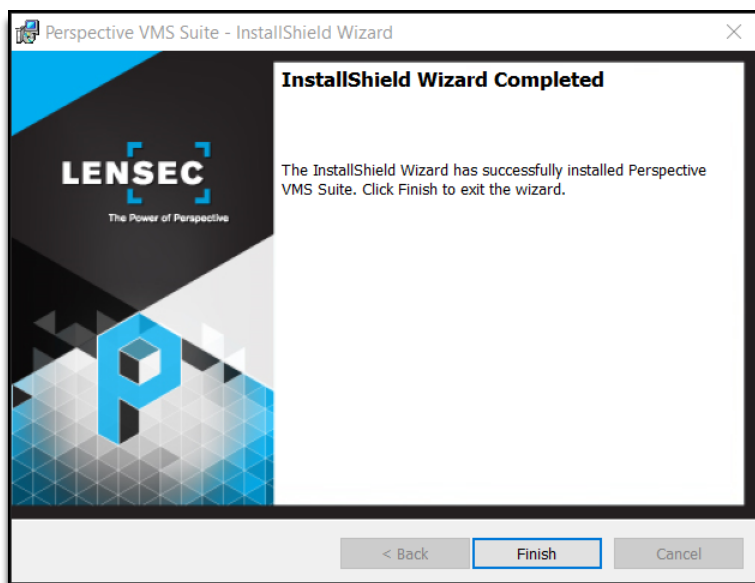 Perspective VMS Suite - InstallShield Wizard
InstallShield Wizard Completed
LENSEC
The Power of Perspective
The InstallShield Wizard has successfully installed Perspective
VMS Suite. Click Finish to exit the wizard.
< Back
Finish
Cancel